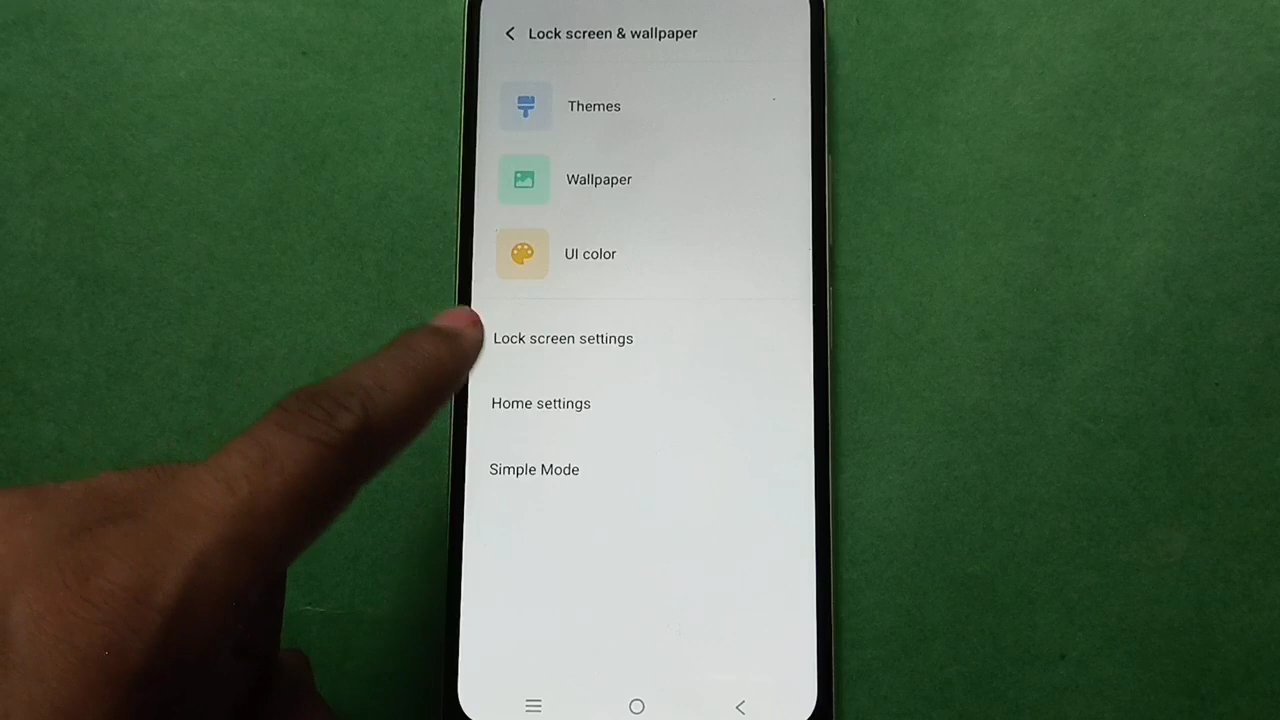 Lock screen & wallpaper
Themes
Wallpaper
UI color
Lock screen settings
Home settings
Simple Mode